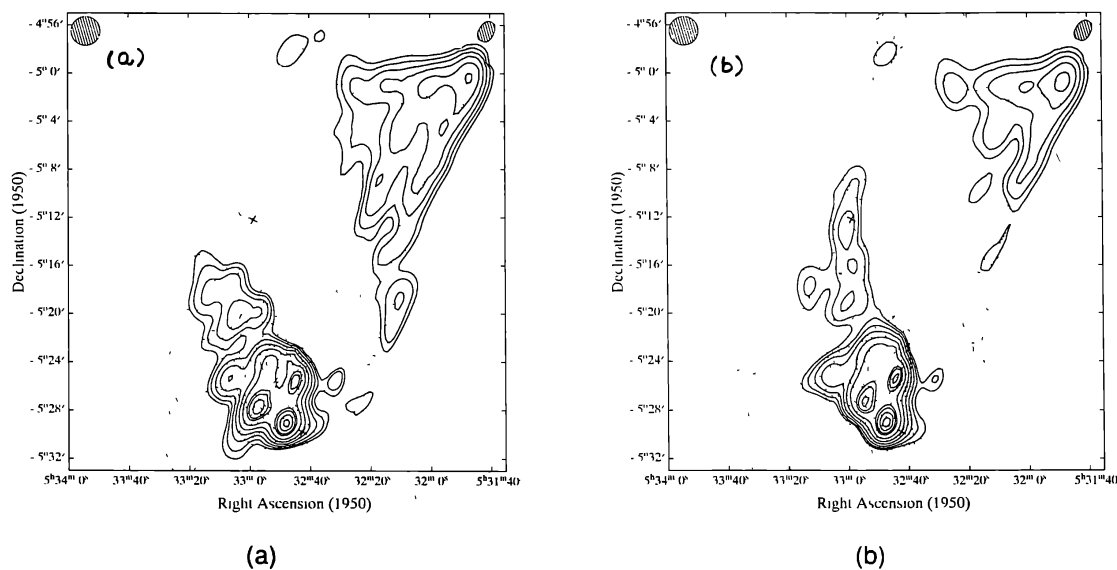 (a)
- 4°56'
- 5° 0'
- 5° 4'
- 5° 8'
- 5°12'
- 5°16'
- 5°20'
- 5°24'
- 5°28'
- 5°32'
Declination (1950)
5ʰ34ᵐ 0ˢ 33ᵐ40ˢ 33ᵐ20ˢ 33ᵐ 0ˢ 32ᵐ40ˢ 32ᵐ20ˢ 32ᵐ 0ˢ 5ʰ31ᵐ40
Right Ascension (1950)
(a)
(b)
- 4°56'
- 5° 0'
- 5° 4'
- 5° 8'
- 5°12'
- 5°16'
- 5°20'
- 5°24'
- 5°28'
- 5°32'
Declination (1950)
5ʰ34ᵐ 0ˢ 33ᵐ40ˢ 33ᵐ20ˢ 33ᵐ 0ˢ 32ᵐ40ˢ 32ᵐ20ˢ 32ᵐ 0ˢ 5ʰ31ᵐ40
Right Ascension (1950)
(b)